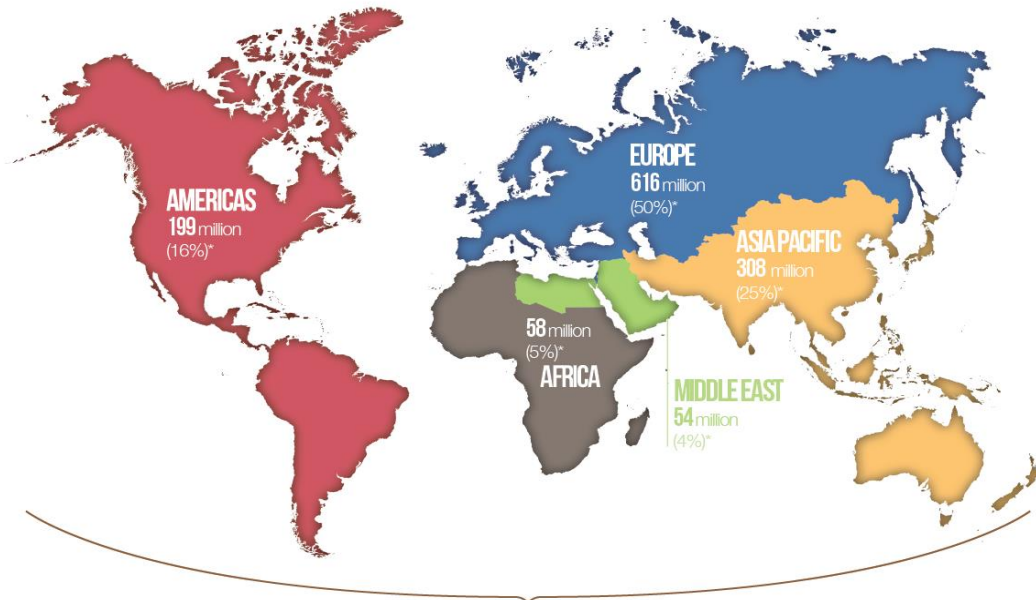 AMERICAS
199 million
(16%)*
EUROPE
616 million
(50%)*
ASIA PACIFIC
308 million
(25%)*
58 million
(5%)*
AFRICA
MIDDLE EAST
54 million
(4%)*